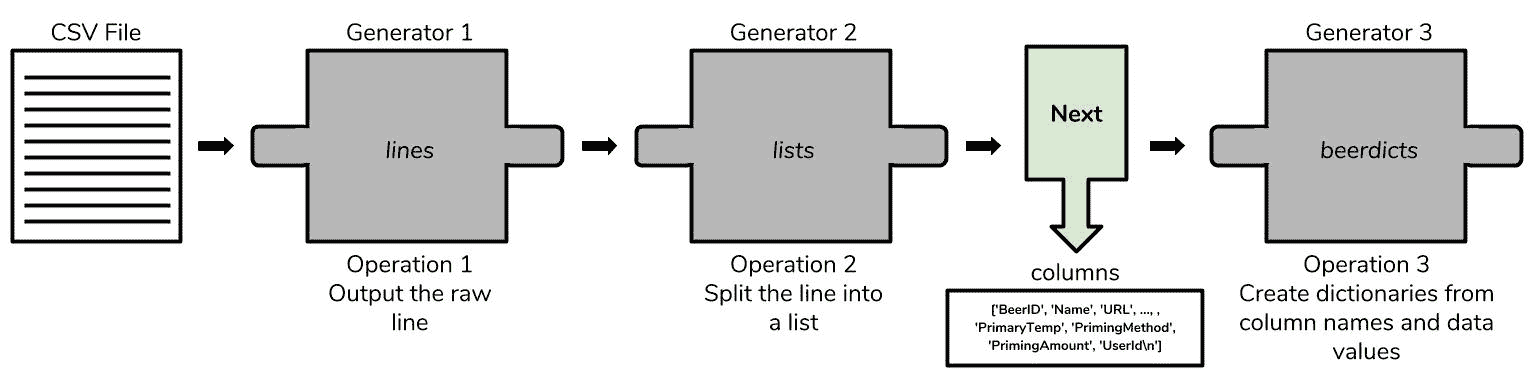 CSV File
Generator 1
Generator 2
Generator 3
lines
lists
Next
beerdicts
Operation 1
Output the raw
line
Operation 2
Split the line into
a list
columns
['BeerID', 'Name', 'URL', ..., ,
'PrimaryTemp', 'PrimingMethod',
'PrimingAmount', 'UserId\n']
Operation 3
Create dictionaries from
column names and data
values